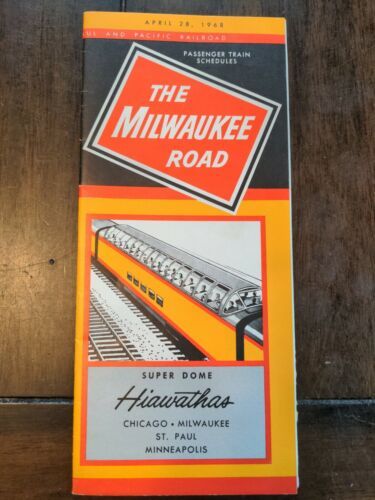 APRIL 28, 1968
UL AND PACIFIC RAILROAD
PASSENGER TRAIN
SCHEDULES
THE
MILWAUKEE
ROAD
SUPER DOME
Hiawathas
CHICAGO • MILWAUKEE
ST. PAUL
MINNEAPOLIS